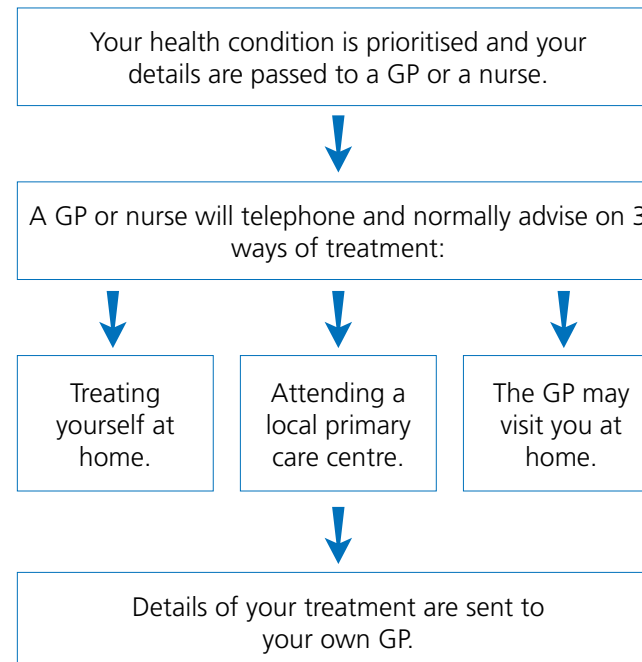 Your health condition is prioritised and your
details are passed to a GP or a nurse.
A GP or nurse will telephone and normally advise on 3
ways of treatment:
Treating
yourself at
home.
Attending a
local primary
care centre.
The GP may
visit you at
home.
Details of your treatment are sent to
your own GP.